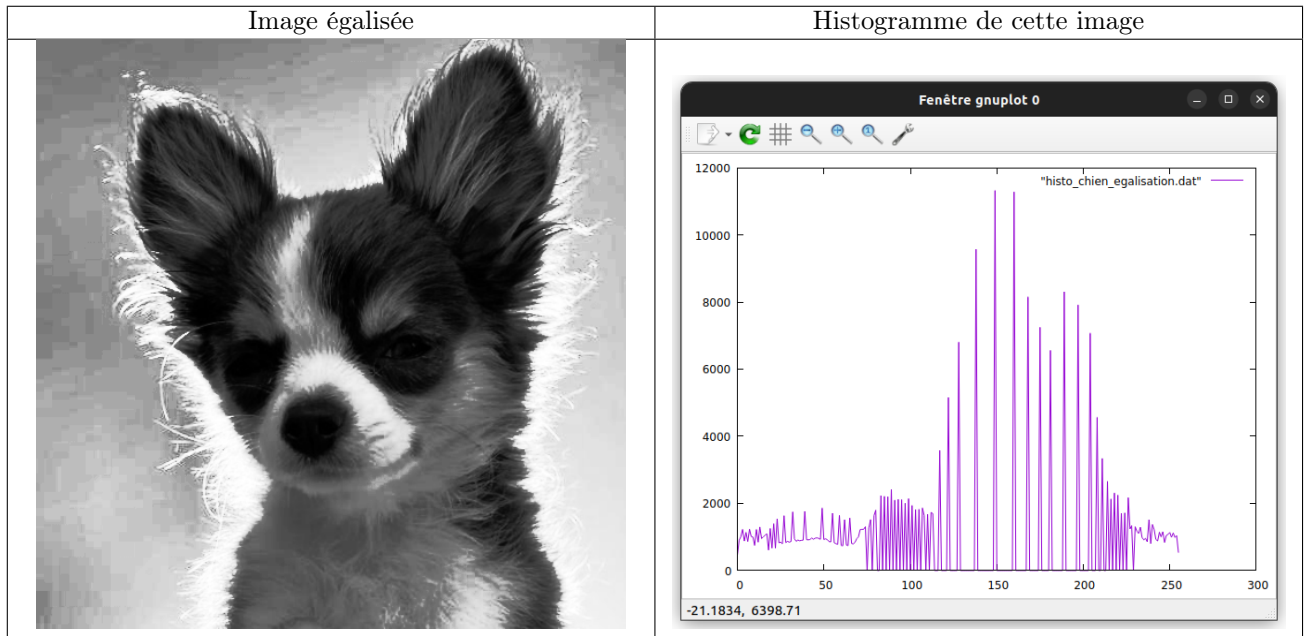 Image égalisée
Histogramme de cette image
Fenêtre gnuplot 0
12000
"histo_chien_egalisation.dat"
10000
8000
6000
4000
2000
0
0 50 100 150 200 250 300
-21.1834, 6398.71